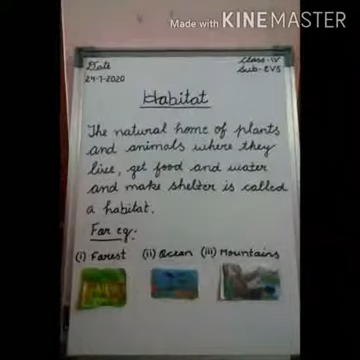 Made with KINEMASTER
Date
24-7-2020
Class-IV
Sub-EVS
Habitat
The natural home of plants
and animals where they
live, get food and water
and make shelter is called
a habitat.
For eg.
(i) Forest (ii) Ocean (iii) Mountains